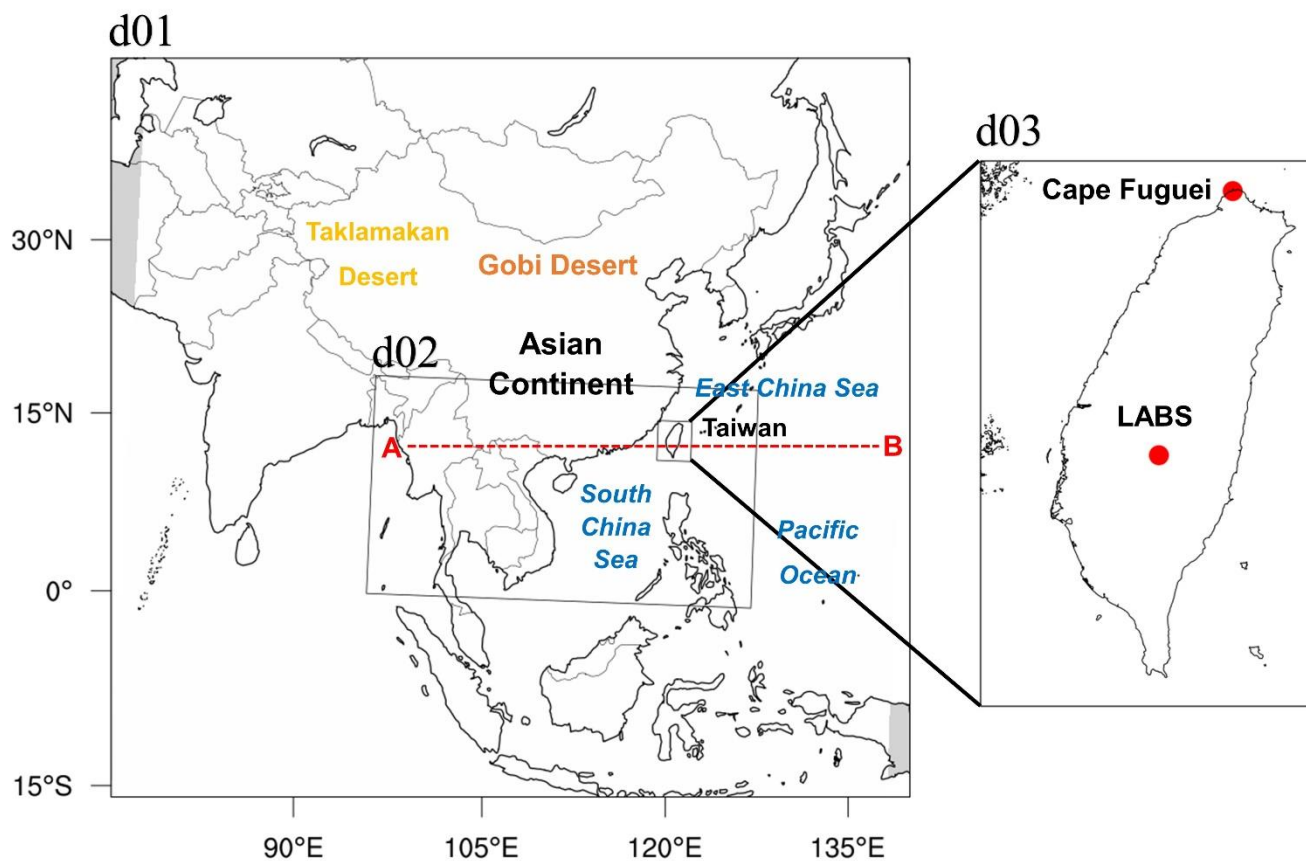 d01
d03
Cape Fuguei
Taklamakan
Desert
Gobi Desert
30°N
Asian
Continent
d02
East China Sea
15°N
Taiwan
LABS
A
B
South
China
Sea
Pacific
Ocean
0°
15°S
90°E
105°E
120°E
135°E